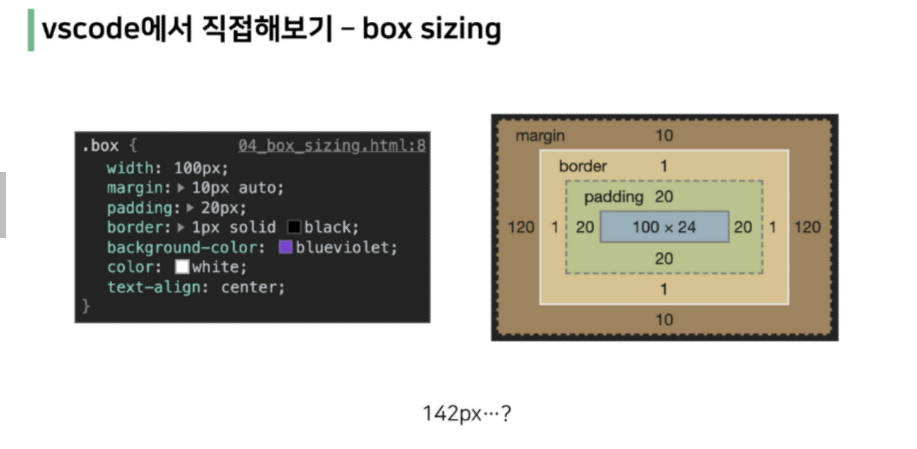 vscode에서 직접해보기 – box sizing
.box {
04_box_sizing.html:8
width: 100px;
margin: 10px auto;
padding: 20px;
border: 1px solid black;
background-color: blueviolet;
color: white;
text-align: center;
}
margin 10
border 1
padding 20
120 1 20 100 × 24 20 1 120
20
1
10
142px…?